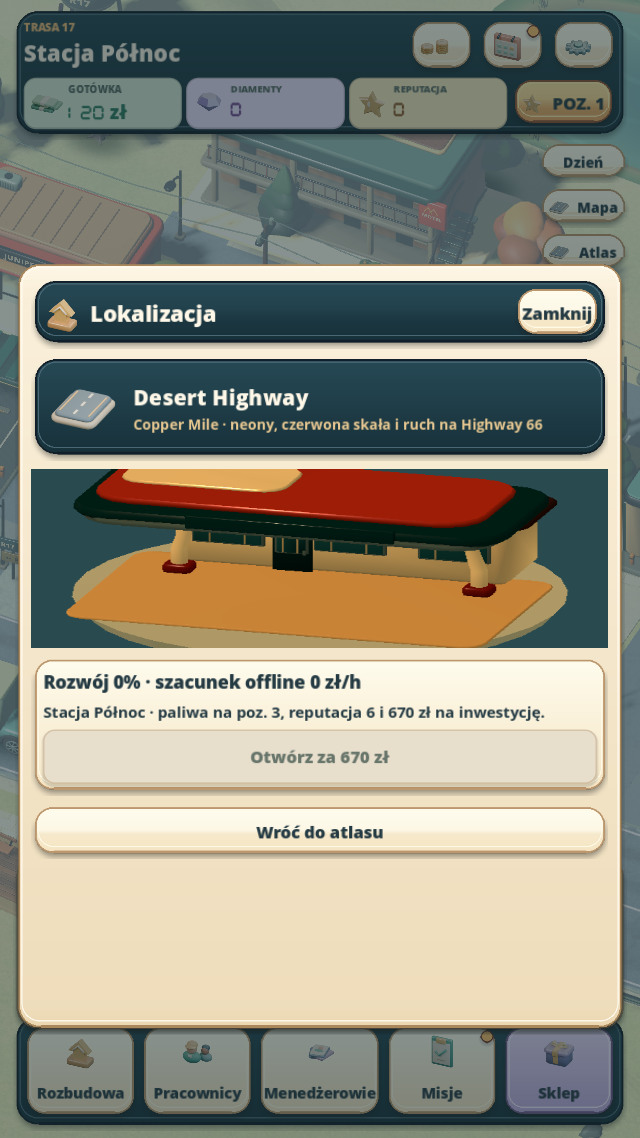 TRASA 17
Stacja Północ
GOTÓWKA
120 zł
DIAMENTY
0
REPUTACJA
0
POZ. 1
Dzień
Mapa
Atlas
Lokalizacja
Zamknij
Desert Highway
Copper Mile · neony, czerwona skała i ruch na Highway 66
Rozwój 0% · szacunek offline 0 zł/h
Stacja Północ · paliwa na poz. 3, reputacja 6 i 670 zł na inwestycję.
Otwórz za 670 zł
Wróć do atlasu
Rozbudowa
Pracownicy
Menedżerowie
Misje
Sklep